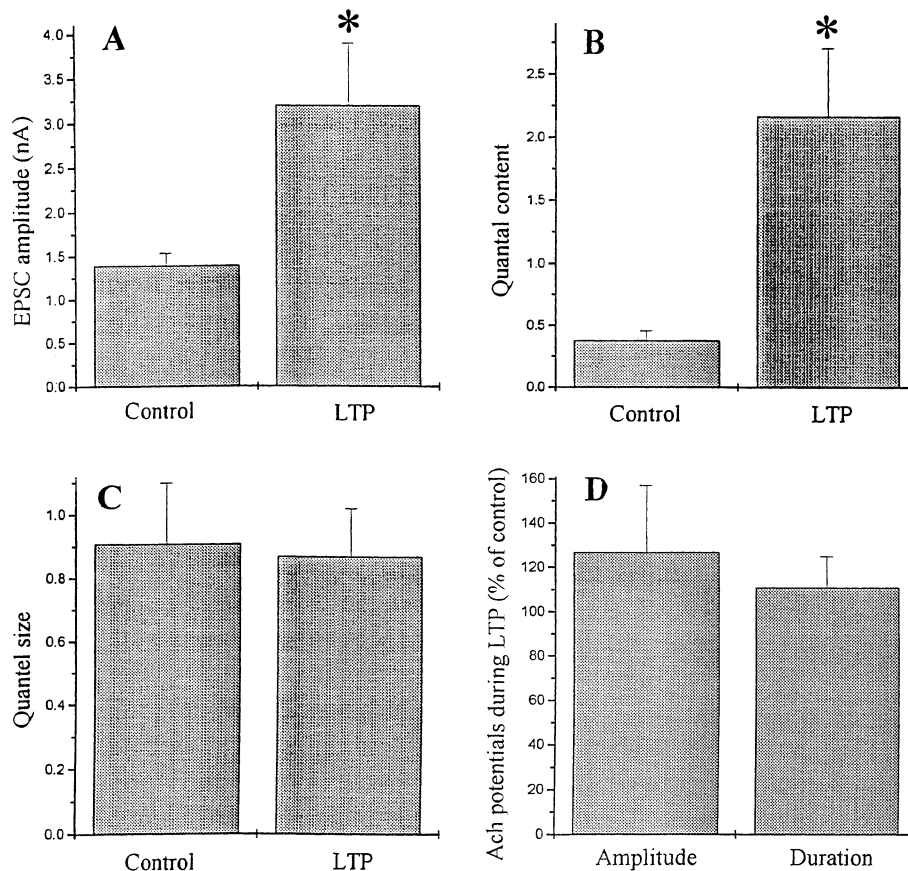 A
*
EPSC amplitude (nA)
4.0
3.5
3.0
2.5
2.0
1.5
1.0
0.5
0.0
Control
LTP
B
*
Quantal content
2.5
2.0
1.5
1.0
0.5
0.0
Control
LTP
C
Quantel size
1.0
0.8
0.6
0.4
0.2
0.0
Control
LTP
D
Ach potentials during LTP (% of control)
160
140
120
100
80
60
40
20
0
Amplitude
Duration